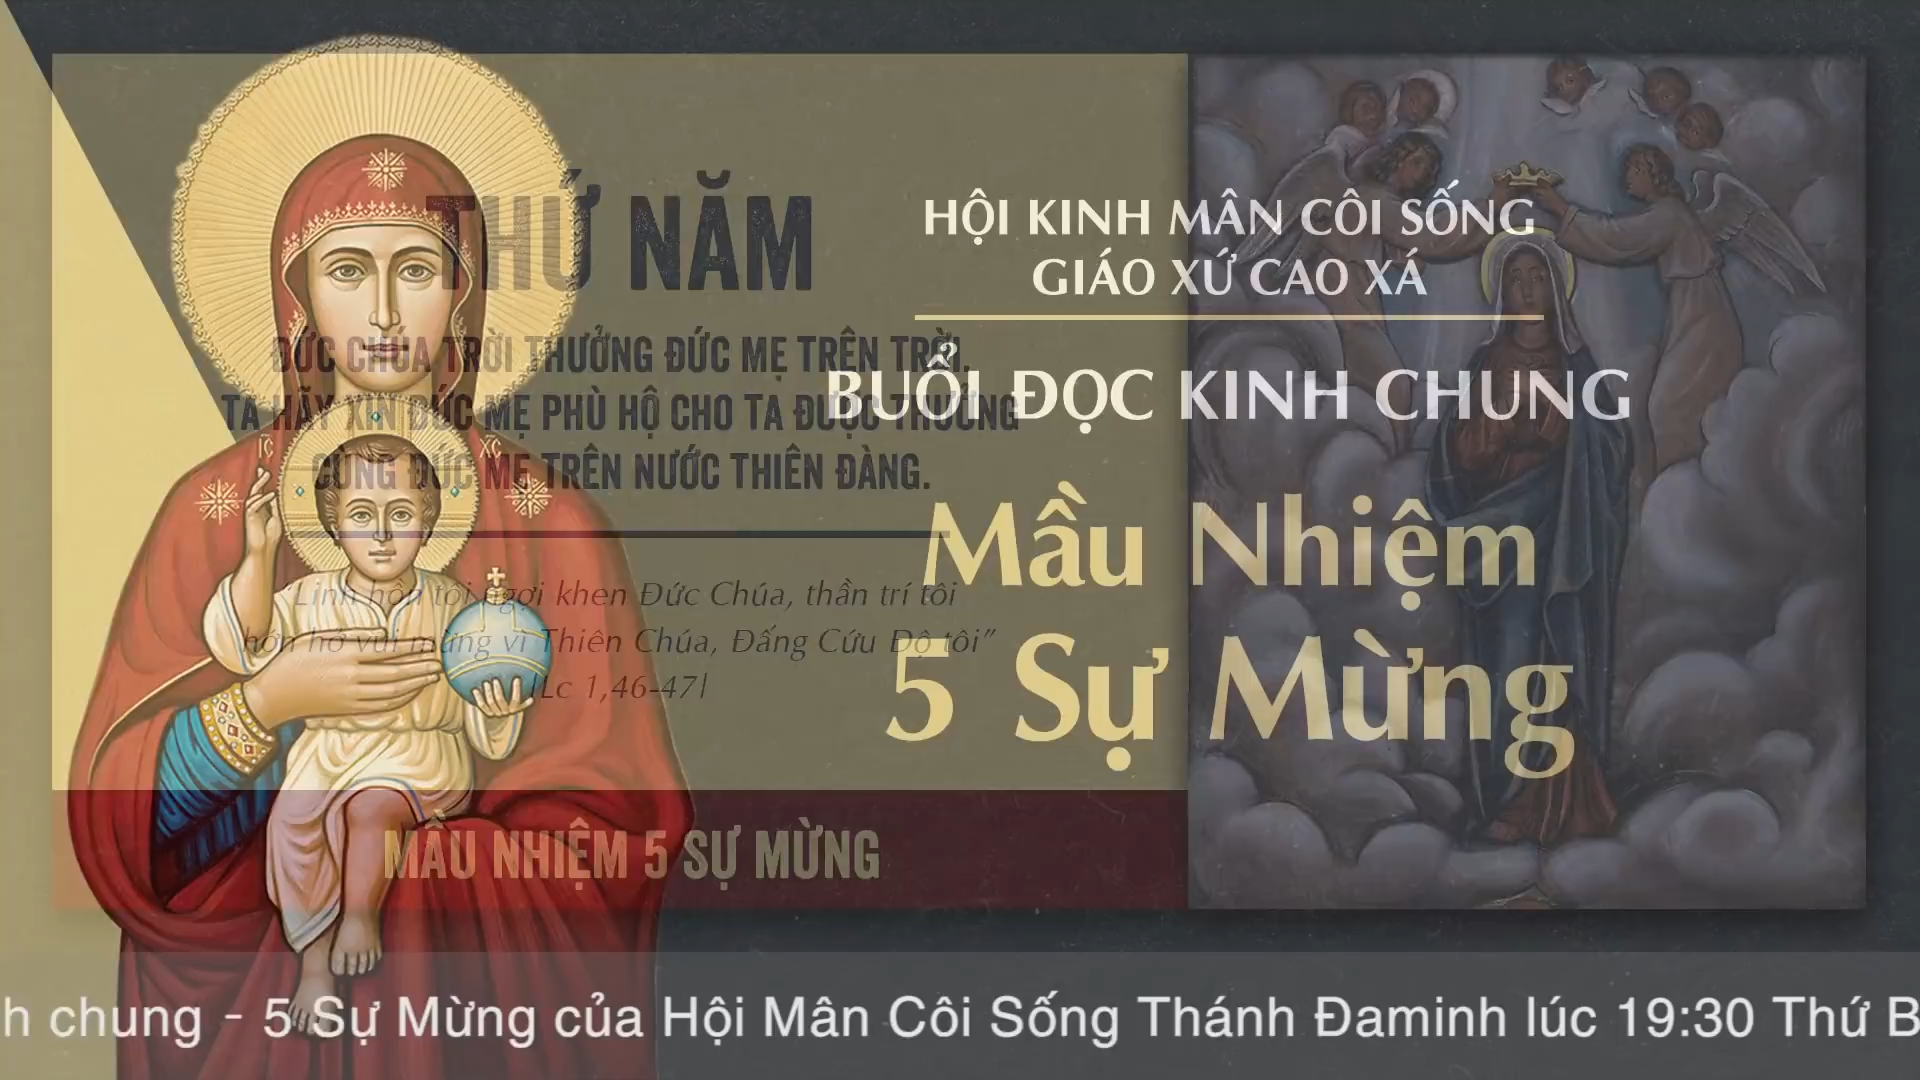 THỨ NĂM
ĐỨC CHÚA TRỜI THƯỞNG ĐỨC MẸ TRÊN TRỜI.
TA HÃY XIN ĐỨC MẸ PHÙ HỘ CHO TA ĐƯỢC THƯỞNG
CÙNG ĐỨC MẸ TRÊN NƯỚC THIÊN ĐÀNG.
"Linh hồn tôi ngợi khen Đức Chúa, thần trí tôi
hớn hở vui mừng vì Thiên Chúa, Đấng Cứu Độ tôi"
|Lc 1,46-47|
MẦU NHIỆM 5 SỰ MỪNG
HỘI KINH MÂN CÔI SỐNG
GIÁO XỨ CAO XÁ
BUỔI ĐỌC KINH CHUNG
Mầu Nhiệm
5 Sự Mừng
h chung - 5 Sự Mừng của Hội Mân Côi Sống Thánh Đaminh lúc 19:30 Thứ B